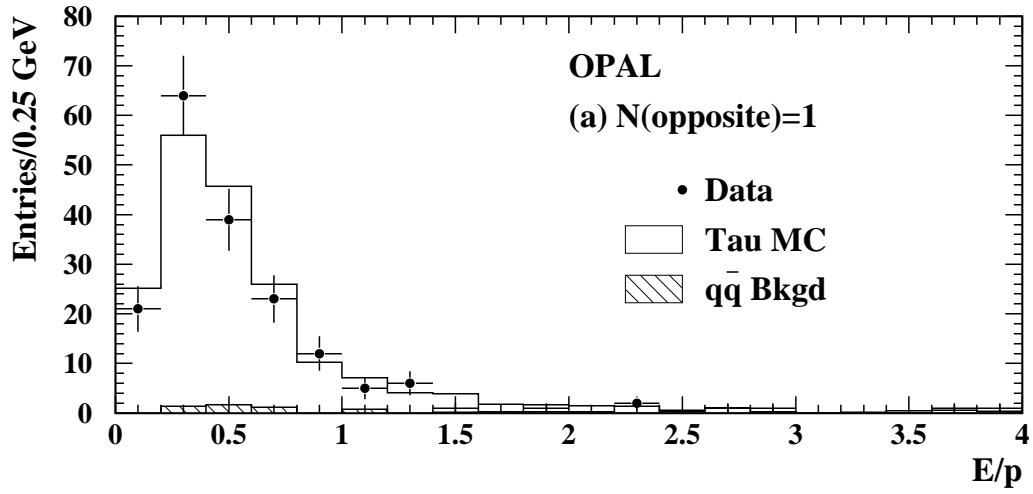 Entries/0.25 GeV
80
70
60
50
40
30
20
10
0
OPAL
(a) N(opposite)=1
Data
Tau MC
qq̄ Bkgd
0 0.5 1 1.5 2 2.5 3 3.5 4
E/p